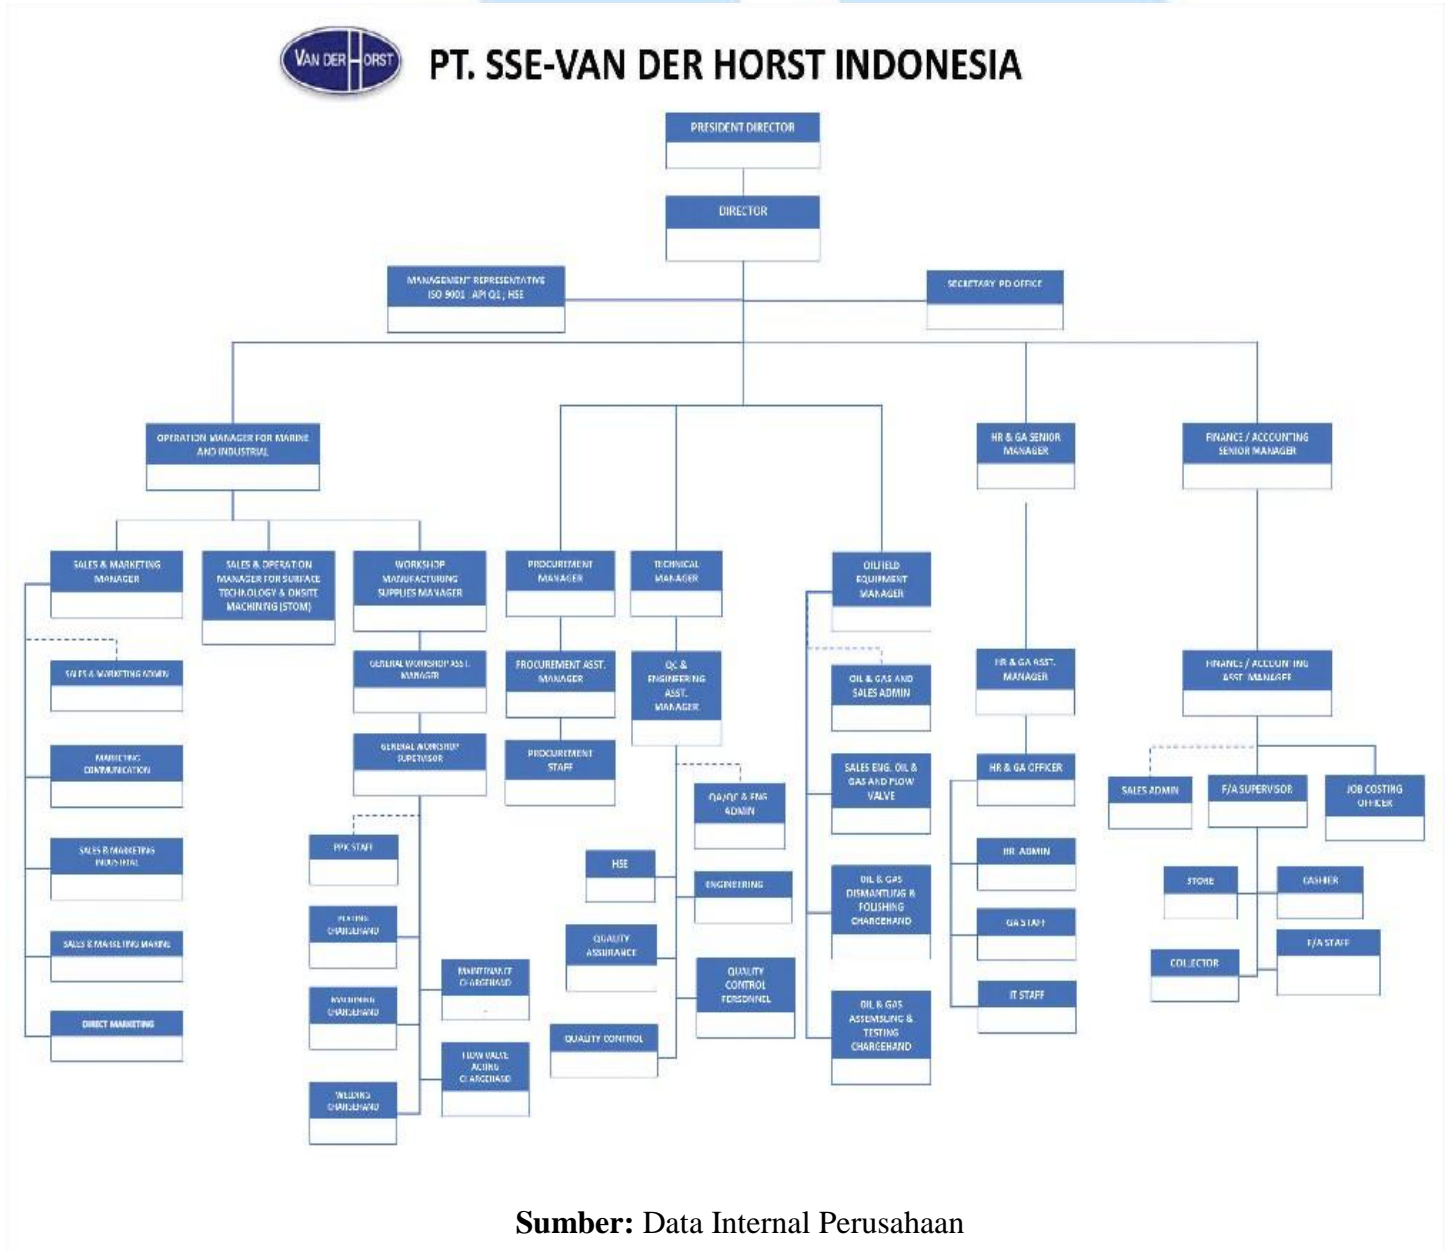 VAN DER HORST
PT. SSE-VAN DER HORST INDONESIA
PRESIDENT DIRECTOR
DIRECTOR
MANAGEMENT REPRESENTATIVE
ISO 9001 API Q1 ; HSE
SECRETARY PD OFFICE
OPERATION MANAGER FOR MARINE
AND INDUSTRIAL
HR & GA SENIOR
MANAGER
FINANCE / ACCOUNTING
SENIOR MANAGER
SALES & MARKETING
MANAGER
SALES & OPERATION
MANAGER FOR SURFACE
TECHNOLOGY & ONSITE
MACHINING (STOM)
WORKSHOP
MANUFACTURING
SUPPLIES MANAGER
PROCUREMENT
MANAGER
TECHNICAL
MANAGER
OILFIELD
EQUIPMENT
MANAGER
SALES & MARKETING ADMIN
GENERAL WORKSHOP ASST.
MANAGER
PROCUREMENT ASST.
MANAGER
QC &
ENGINEERING
ASST.
MANAGER
OIL & GAS AND
SALES ADMIN
HR & GA ASST.
MANAGER
FINANCE / ACCOUNTING
ASST. MANAGER
MARKETING
COMMUNICATION
GENERAL WORKSHOP
SUPERVISOR
PROCUREMENT
STAFF
QA/QC & ENG
ADMIN
SALES ENG. OIL &
GAS AND FLOW
VALVE
HR & GA OFFICER
SALES ADMIN
F/A SUPERVISOR
JOB COSTING
OFFICER
SALES & MARKETING
INDUSTRIAL
PPIC STAFF
HSE
ENGINEERING
OIL & GAS
DISMANTLING &
POLISHING
CHARGEHAND
HR ADMIN
STORE
CASHIER
SALES & MARKETING MARINE
PLATING
CHARGEHAND
QUALITY
ASSURANCE
GA STAFF
COLLECTOR
F/A STAFF
MAINTENANCE
CHARGEHAND
QUALITY
CONTROL
PERSONNEL
DIRECT MARKETING
MACHINING
CHARGEHAND
QUALITY CONTROL
OIL & GAS
ASSEMBLING &
TESTING
CHARGEHAND
IT STAFF
FLOW VALVE
ACTING
CHARGEHAND
WELDING
CHARGEHAND
Sumber: Data Internal Perusahaan